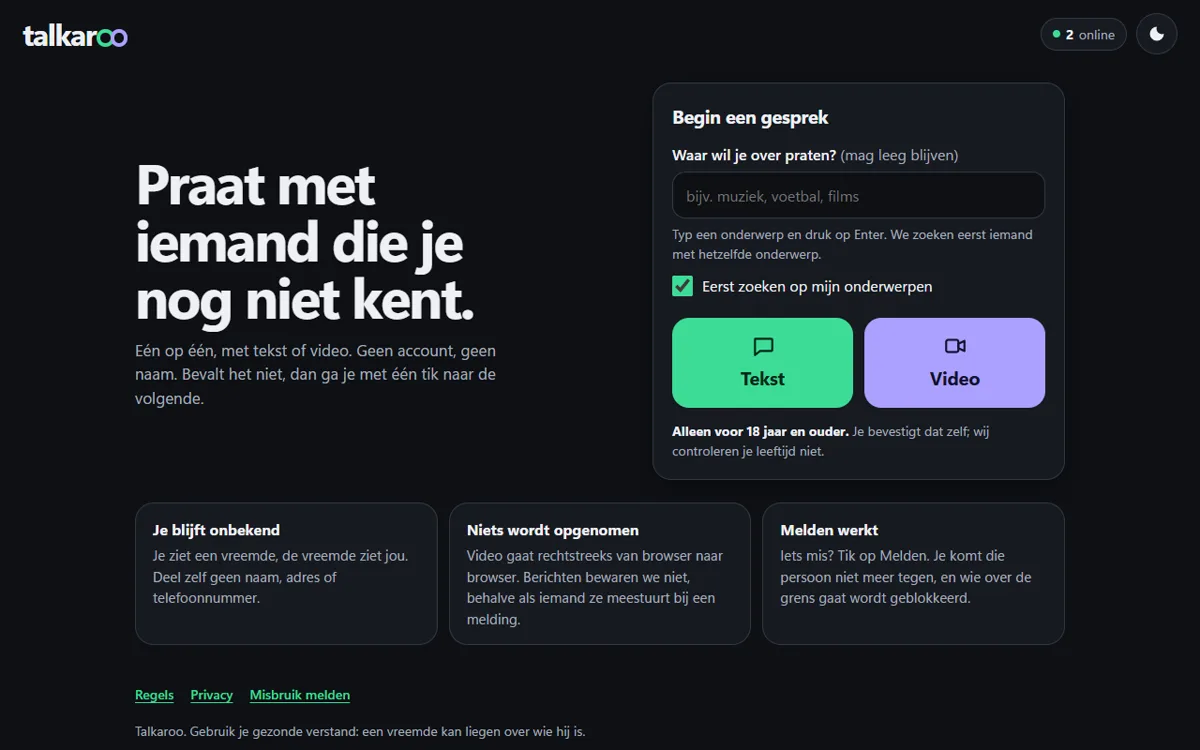 talkaroo
2 online
Praat met
iemand die je
nog niet kent.
Eén op één, met tekst of video. Geen account, geen
naam. Bevalt het niet, dan ga je met één tik naar de
volgende.
Begin een gesprek
Waar wil je over praten? (mag leeg blijven)
bijv. muziek, voetbal, films
Typ een onderwerp en druk op Enter. We zoeken eerst iemand
met hetzelfde onderwerp.
Eerst zoeken op mijn onderwerpen
Tekst
Video
Alleen voor 18 jaar en ouder. Je bevestigt dat zelf; wij
controleren je leeftijd niet.
Je blijft onbekend
Je ziet een vreemde, de vreemde ziet jou.
Deel zelf geen naam, adres of
telefoonnummer.
Niets wordt opgenomen
Video gaat rechtstreeks van browser naar
browser. Berichten bewaren we niet,
behalve als iemand ze meestuurt bij een
melding.
Melden werkt
Iets mis? Tik op Melden. Je komt die
persoon niet meer tegen, en wie over de
grens gaat wordt geblokkeerd.
Regels
Privacy
Misbruik melden
Talkaroo. Gebruik je gezonde verstand: een vreemde kan liegen over wie hij is.